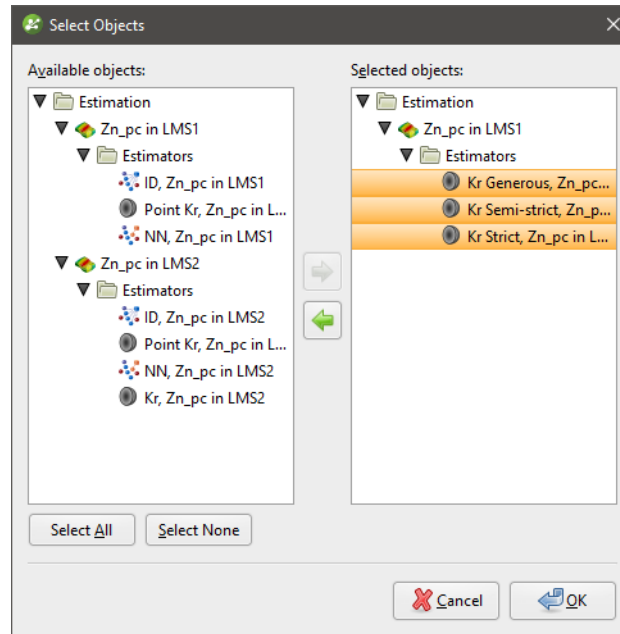 Select Objects
Available objects:
Estimation
Zn_pc in LMS1
Estimators
ID, Zn_pc in LMS1
Point Kr, Zn_pc in L...
NN, Zn_pc in LMS1
Zn_pc in LMS2
Estimators
ID, Zn_pc in LMS2
Point Kr, Zn_pc in L...
NN, Zn_pc in LMS2
Kr, Zn_pc in LMS2
Select All
Select None
Selected objects:
Estimation
Zn_pc in LMS1
Estimators
Kr Generous, Zn_pc...
Kr Semi-strict, Zn_p...
Kr Strict, Zn_pc in L...
Cancel
OK